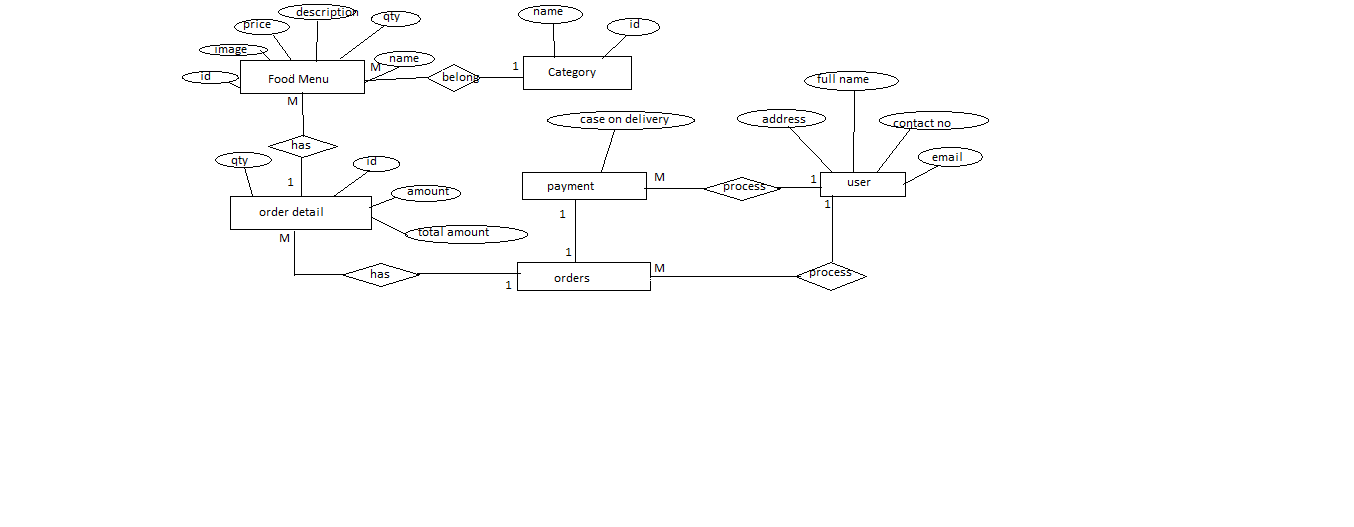 name
description
qty
price
id
image
name
M
belong
1
Category
id
Food Menu
full name
M
case on delivery
address
contact no
has
qty
id
email
1
payment
M
process
1
user
amount
order detail
1
1
total amount
M
1
M
has
orders
process
1